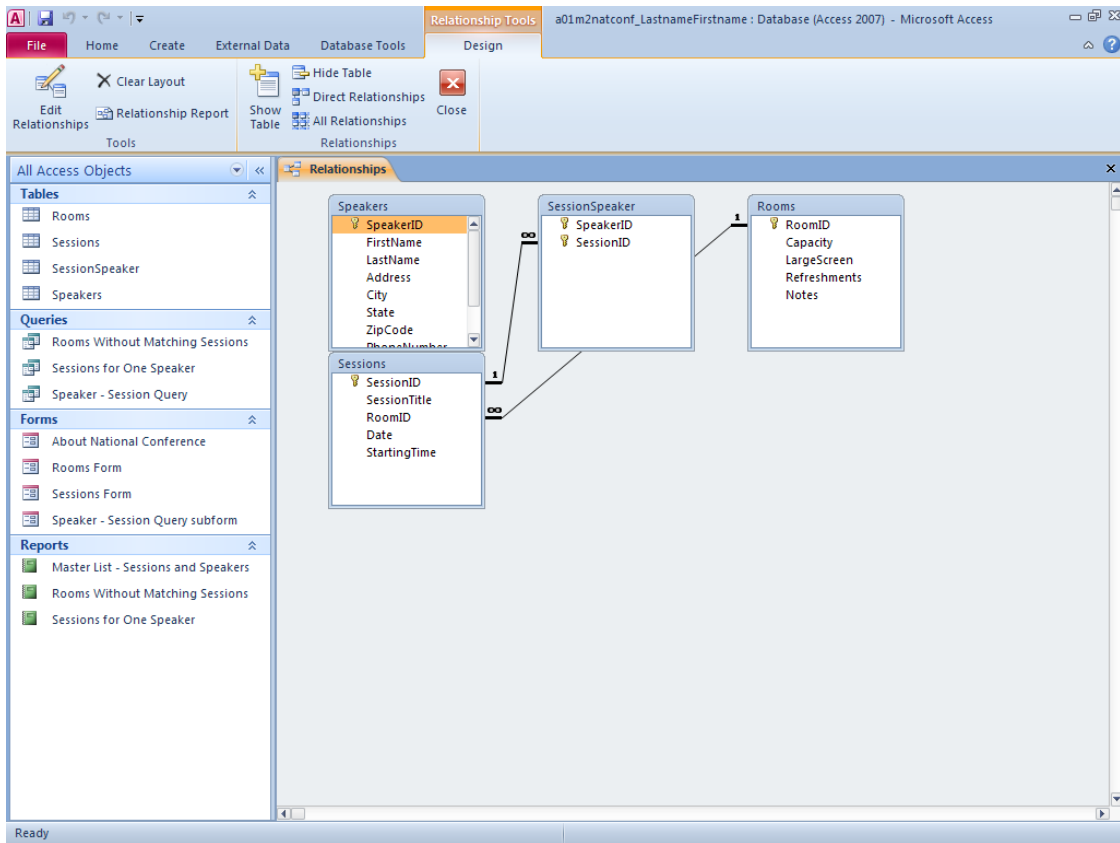 Relationship Tools
a01m2natconf_LastnameFirstname : Database (Access 2007) - Microsoft Access
File
Home
Create
External Data
Database Tools
Design
Edit Relationships
Clear Layout
Relationship Report
Tools
Show Table
Hide Table
Direct Relationships
All Relationships
Relationships
Close
All Access Objects
Tables
Rooms
Sessions
SessionSpeaker
Speakers
Queries
Rooms Without Matching Sessions
Sessions for One Speaker
Speaker - Session Query
Forms
About National Conference
Rooms Form
Sessions Form
Speaker - Session Query subform
Reports
Master List - Sessions and Speakers
Rooms Without Matching Sessions
Sessions for One Speaker
Relationships
Speakers
SpeakerID
FirstName
LastName
Address
City
State
ZipCode
PhoneNumber
SessionSpeaker
SpeakerID
SessionID
Rooms
RoomID
Capacity
LargeScreen
Refreshments
Notes
Sessions
SessionID
SessionTitle
RoomID
Date
StartingTime
∞
1
1
∞
Ready